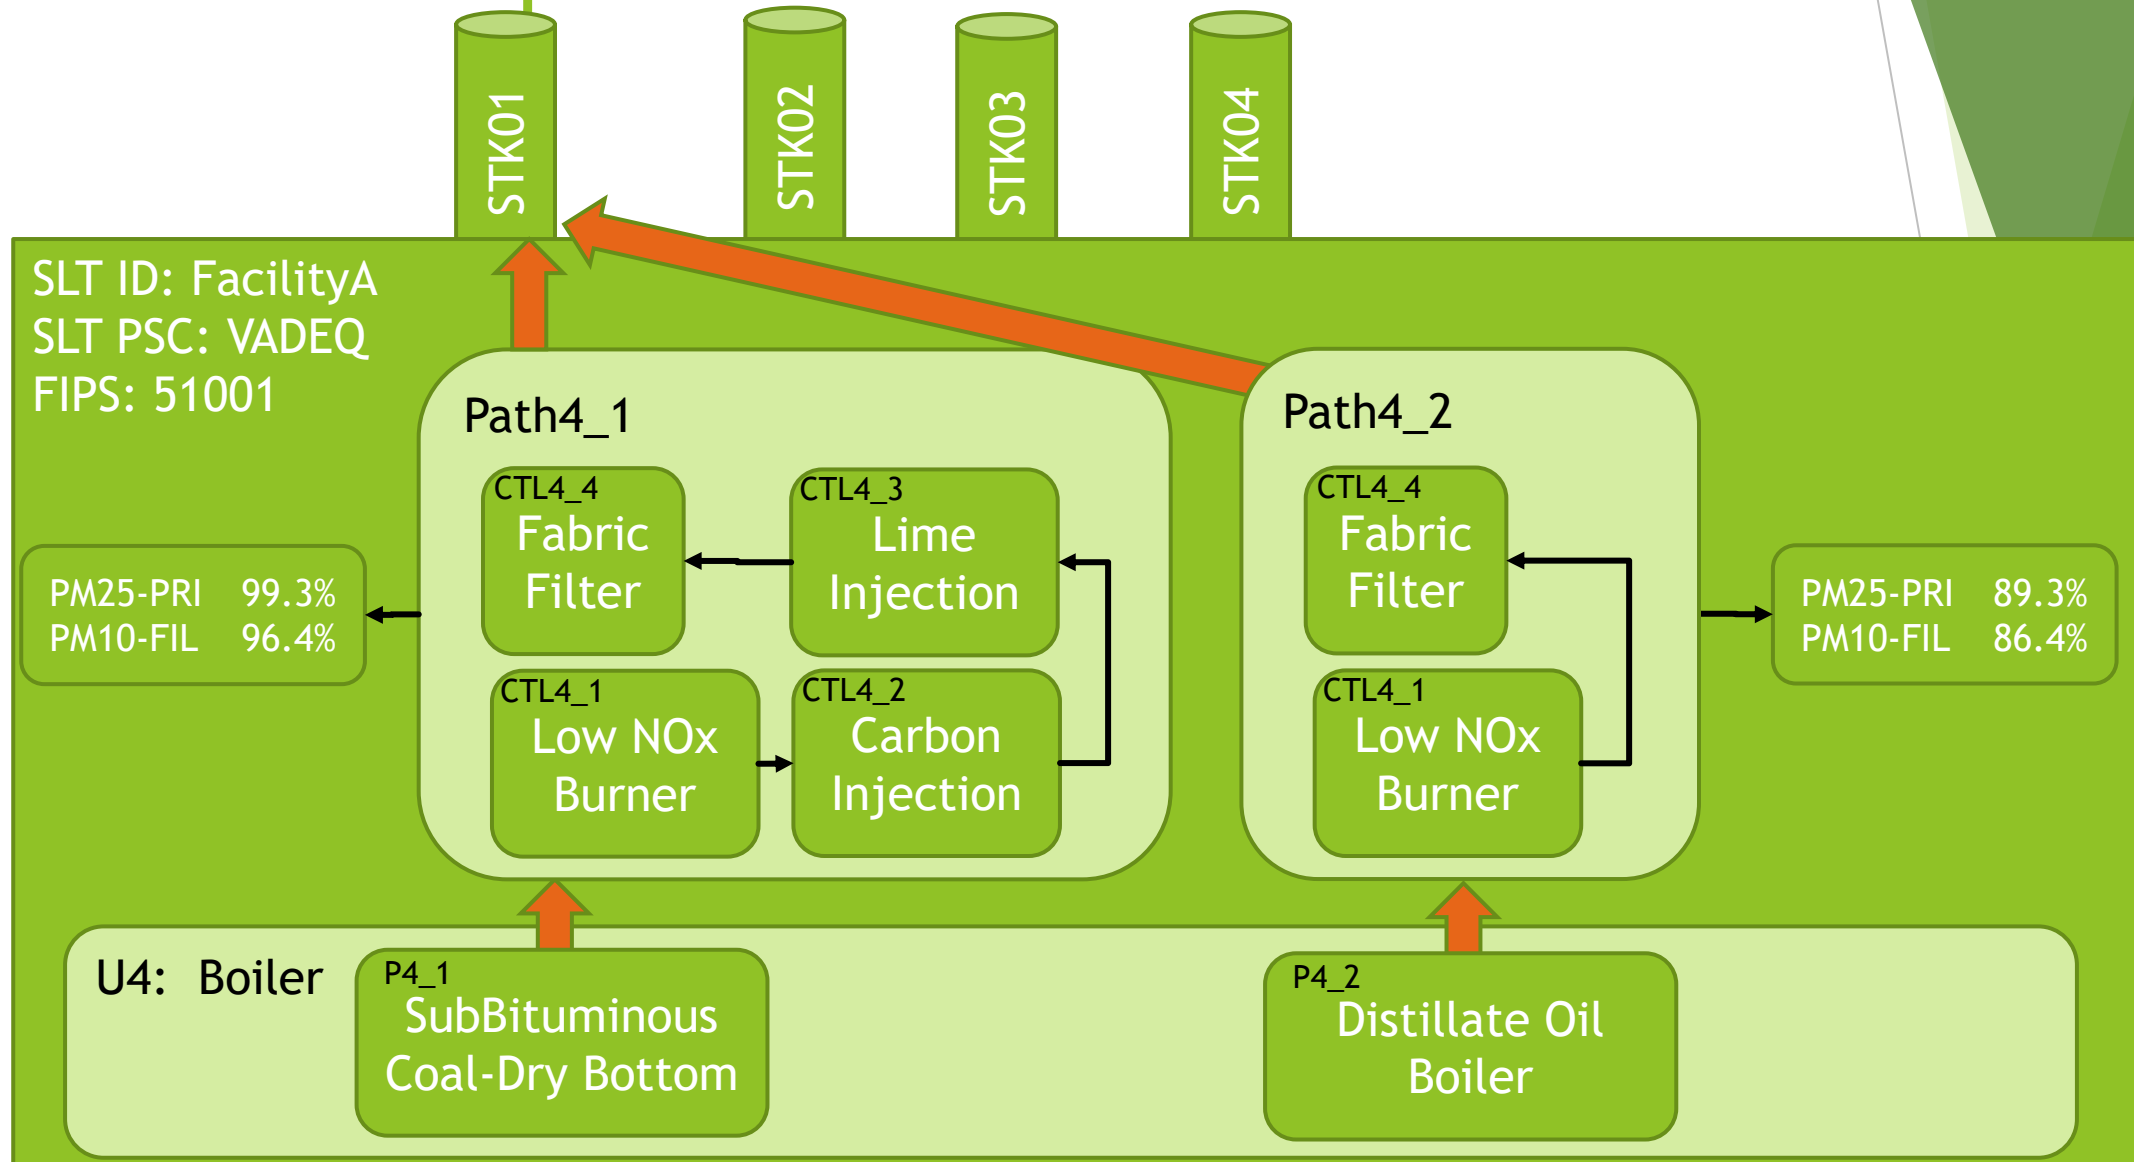 STK01
STK02
STK03
STK04
SLT ID: FacilityA
SLT PSC: VADEQ
FIPS: 51001
Path4_1
CTL4_4
Fabric
Filter
CTL4_3
Lime
Injection
CTL4_1
Low NOx
Burner
CTL4_2
Carbon
Injection
PM25-PRI 99.3%
PM10-FIL 96.4%
Path4_2
CTL4_4
Fabric
Filter
CTL4_1
Low NOx
Burner
PM25-PRI 89.3%
PM10-FIL 86.4%
U4: Boiler
P4_1
SubBituminous
Coal-Dry Bottom
P4_2
Distillate Oil
Boiler